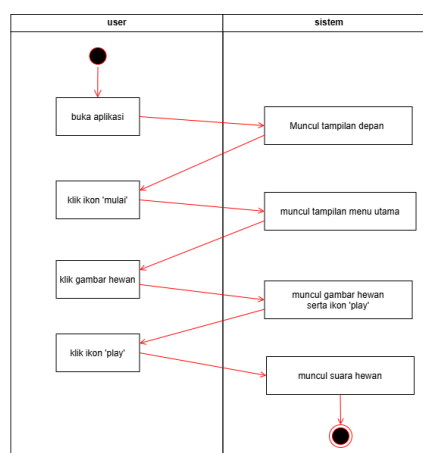 user
sistem
buka aplikasi
Muncul tampilan depan
klik ikon 'mulai'
muncul tampilan menu utama
klik gambar hewan
muncul gambar hewan
serta ikon 'play'
klik ikon 'play'
muncul suara hewan